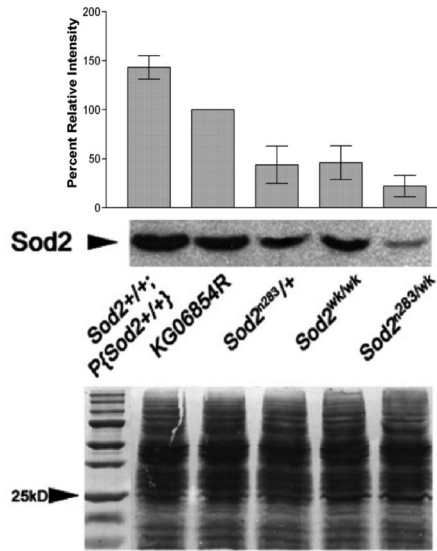 Percent Relative Intensity
200
150
100
50
0
Sod2
Sod2+/+;
P{Sod2+/+}
KG06854R
Sod2n283/+
Sod2wk/wk
Sod2n283/wk
25kD